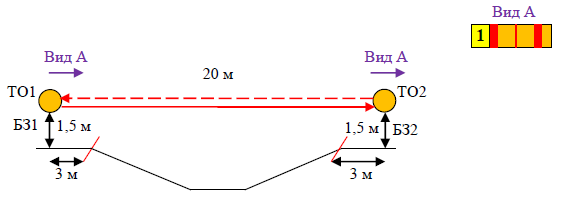 Вид А
1
Вид А
Вид А
20 м
ТО1
ТО2
БЗ1
1,5 м
1,5 м
БЗ2
3 м
3 м